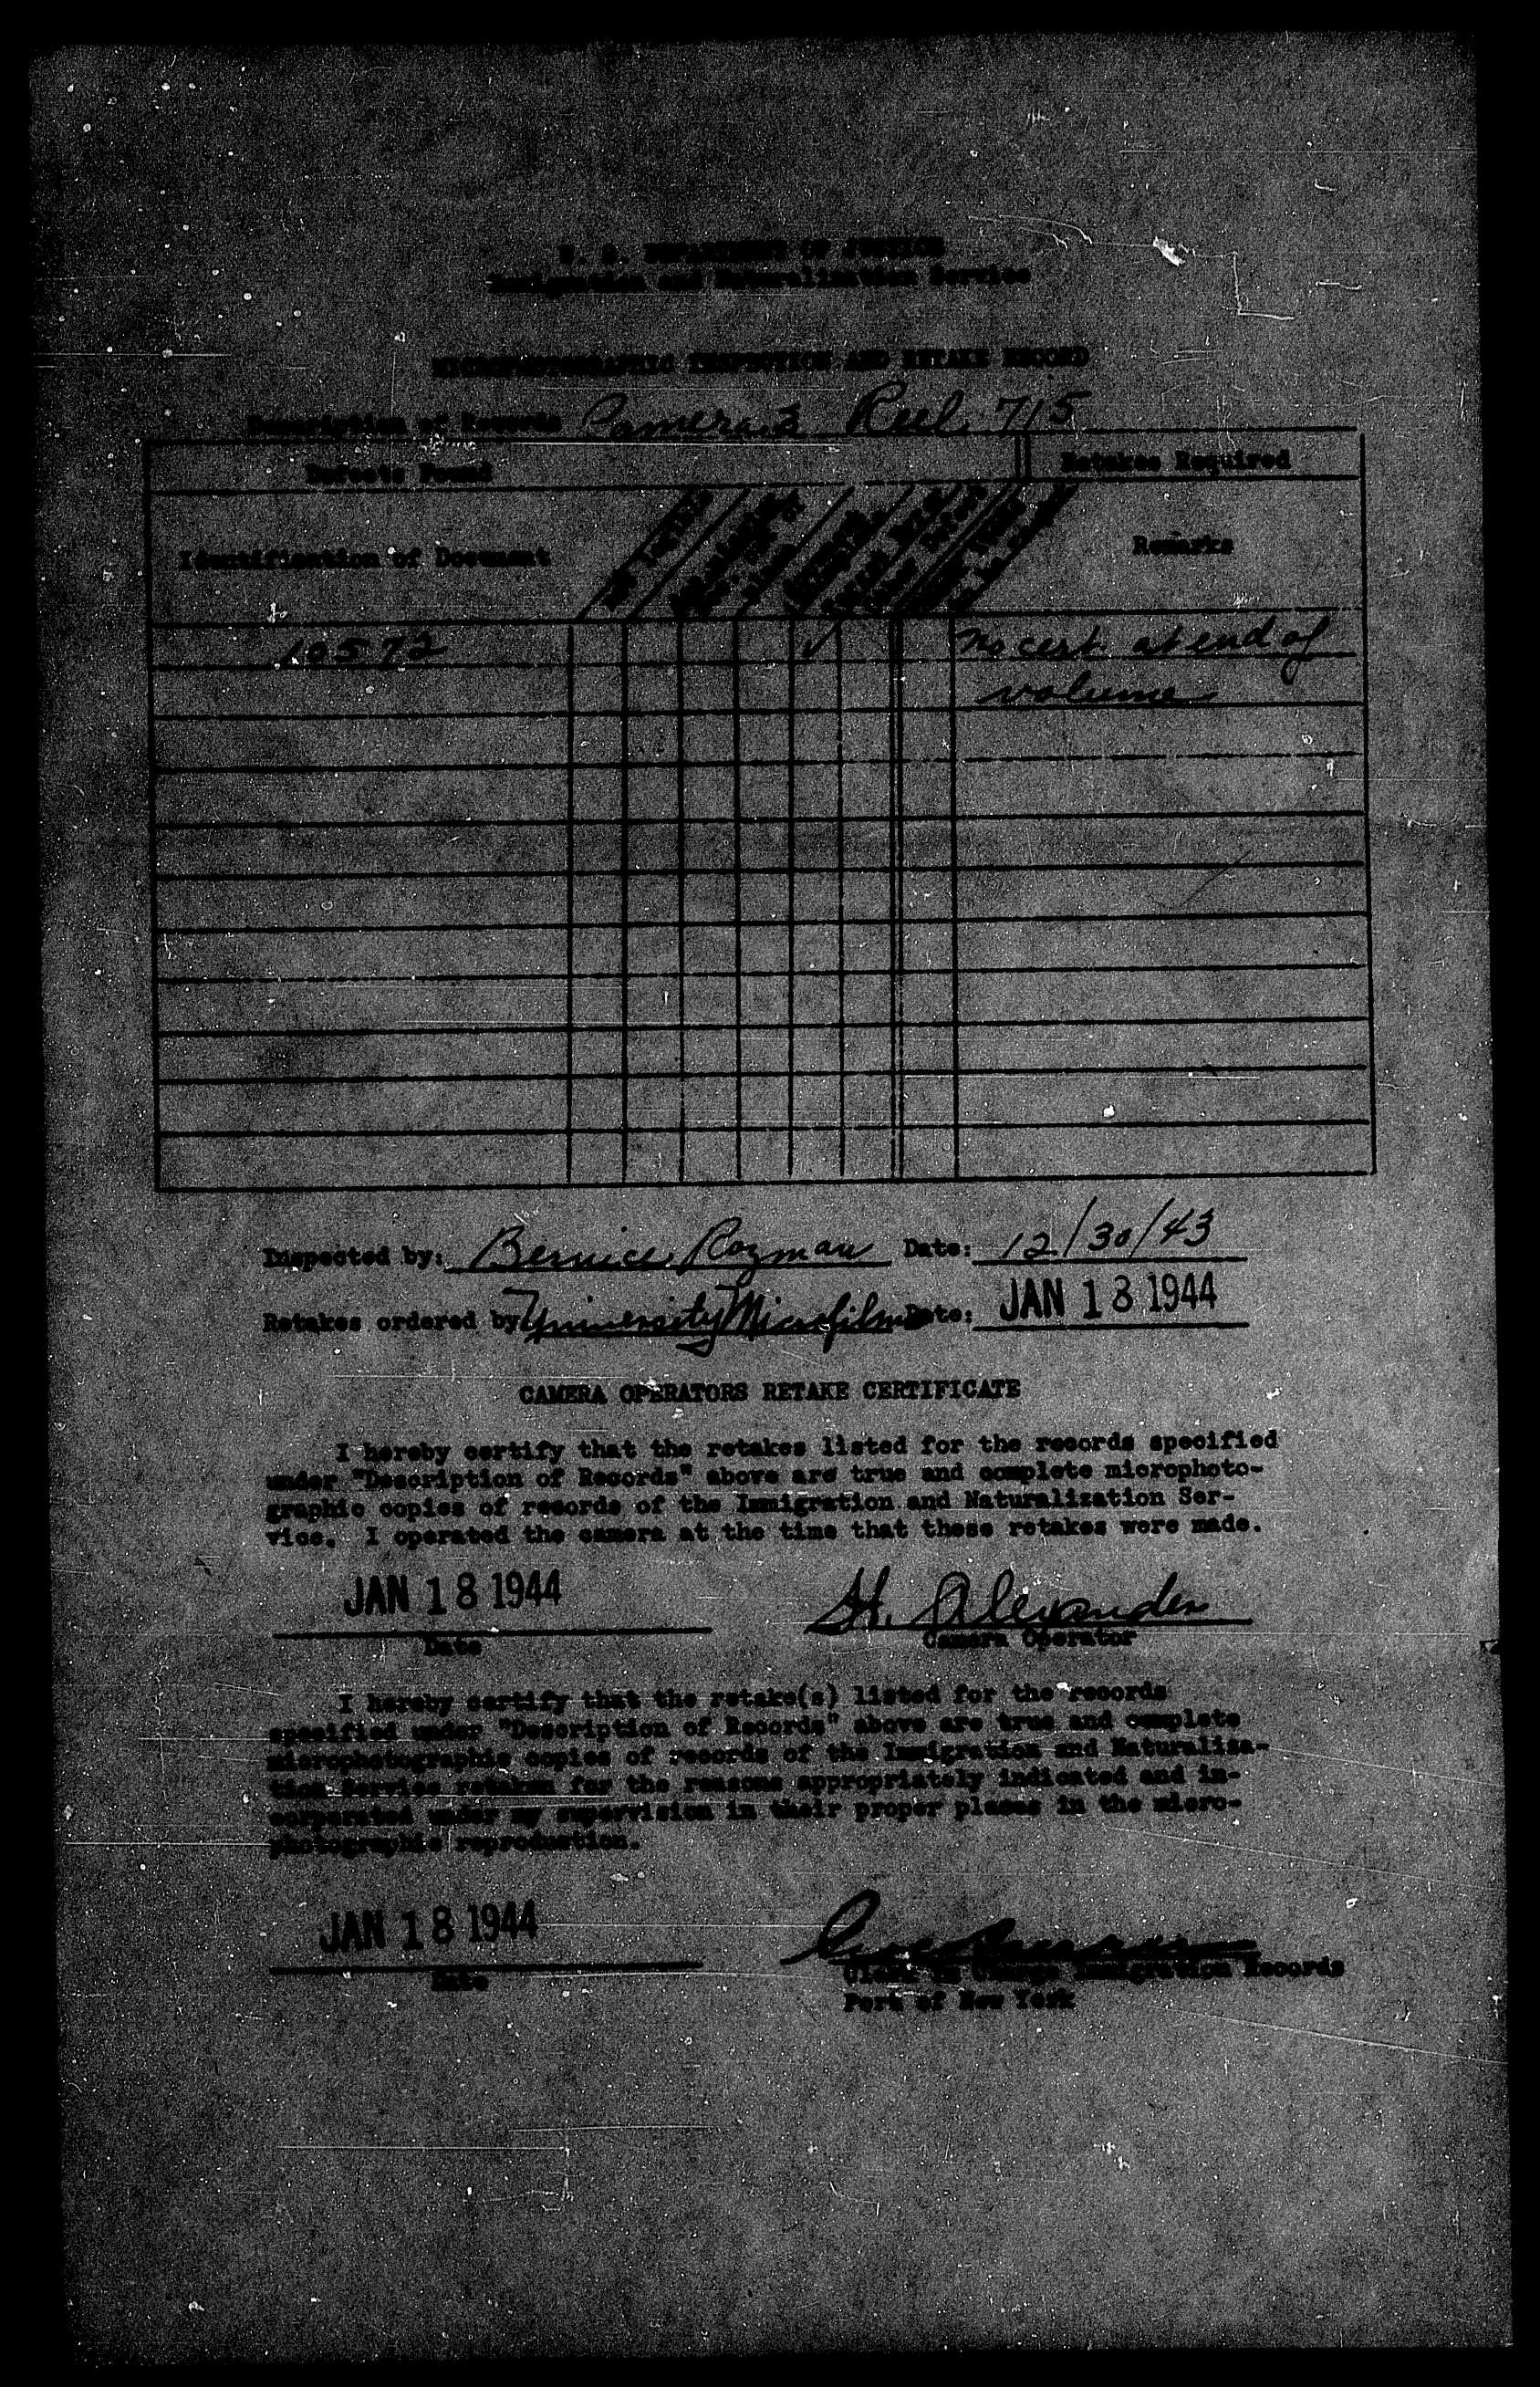 U. S. DEPARTMENT OF JUSTICE
Immigration and Naturalization Service
MICROPHOTOGRAPHIC INSPECTION AND RETAKE RECORD
Description of Records Camera 3 Reel 715
Defects Found Retakes Required
Identification of Document Remarks
10572 ✓ no cert. at end of
volume
Inspected by: Bernice Rozman Date: 12/30/43
Retakes ordered by University Microfilms Date: JAN 18 1944
CAMERA OPERATORS RETAKE CERTIFICATE
I hereby certify that the retakes listed for the records specified
under "Description of Records" above are true and complete microphoto-
graphic copies of records of the Immigration and Naturalization Ser-
vice. I operated the camera at the time that these retakes were made.
JAN 18 1944 H. Alexander
Date Camera Operator
I hereby certify that the retake(s) listed for the records
specified under "Description of Records" above are true and complete
microphotographic copies of records of the Immigration and Naturaliza-
tion Service retaken for the reasons appropriately indicated and in-
corporated under my supervision in their proper places in the micro-
photographic reproduction.
JAN 18 1944
Date Clerk in Charge Immigration Records
Port of New York